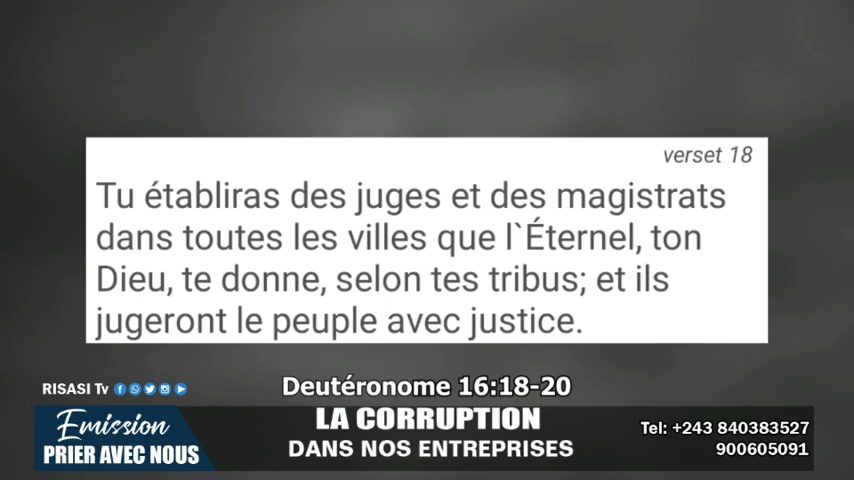 verset 18
Tu établiras des juges et des magistrats
dans toutes les villes que l`Éternel, ton
Dieu, te donne, selon tes tribus; et ils
jugeront le peuple avec justice.
RISASI Tv
Deutéronome 16:18-20
Emission
PRIER AVEC NOUS
LA CORRUPTION
DANS NOS ENTREPRISES
Tel: +243 840383527
900605091